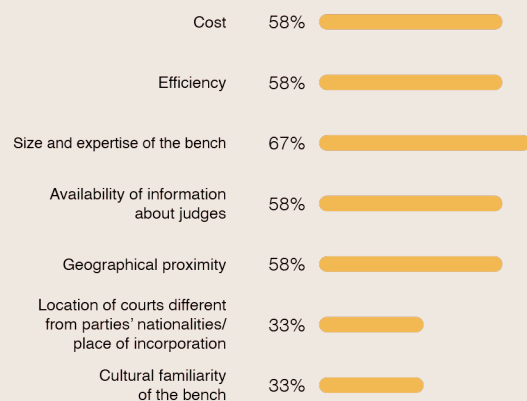 Cost 58%
Efficiency 58%
Size and expertise of the bench 67%
Availability of information
about judges 58%
Geographical proximity 58%
Location of courts different
from parties' nationalities/ 33%
place of incorporation
Cultural familiarity 33%
of the bench